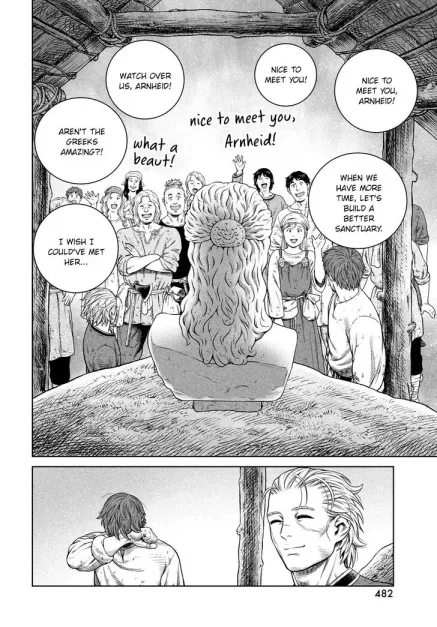 WATCH OVER
US, ARNHEID!
NICE TO
MEET YOU!
NICE TO
MEET YOU,
ARNHEID!
nice to meet you,
Arnheid!
what a
beaut!
AREN'T THE
GREEKS
AMAZING?!
WHEN WE
HAVE MORE
TIME, LET'S
BUILD A
BETTER
SANCTUARY.
I WISH I
COULD'VE MET
HER...
482